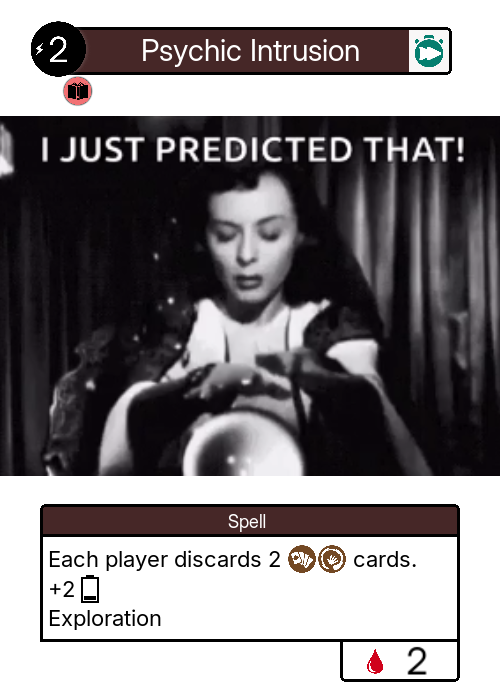 2
Psychic Intrusion
I JUST PREDICTED THAT!
Spell
Each player discards 2 cards.
+2
Exploration
2